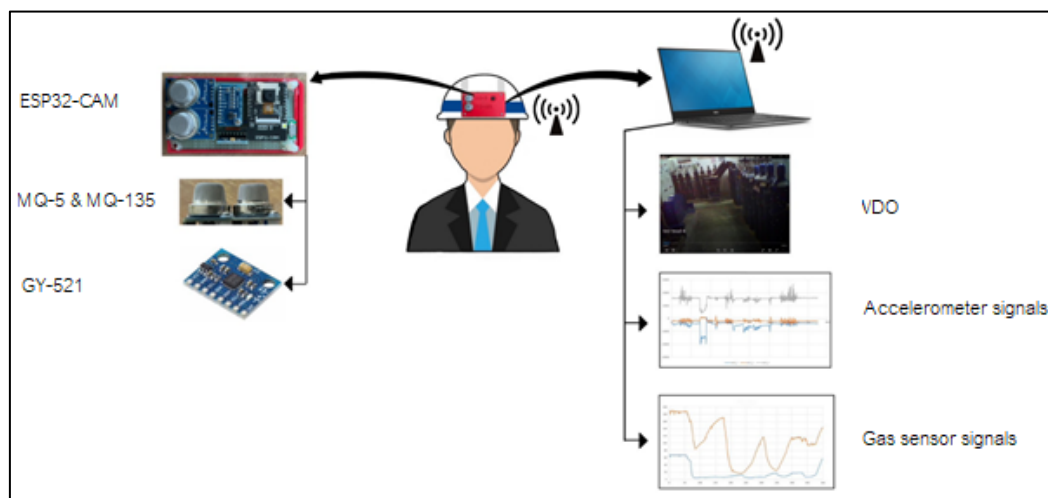 ESP32-CAM
MQ-5 & MQ-135
GY-521
VDO
Accelerometer signals
Gas sensor signals